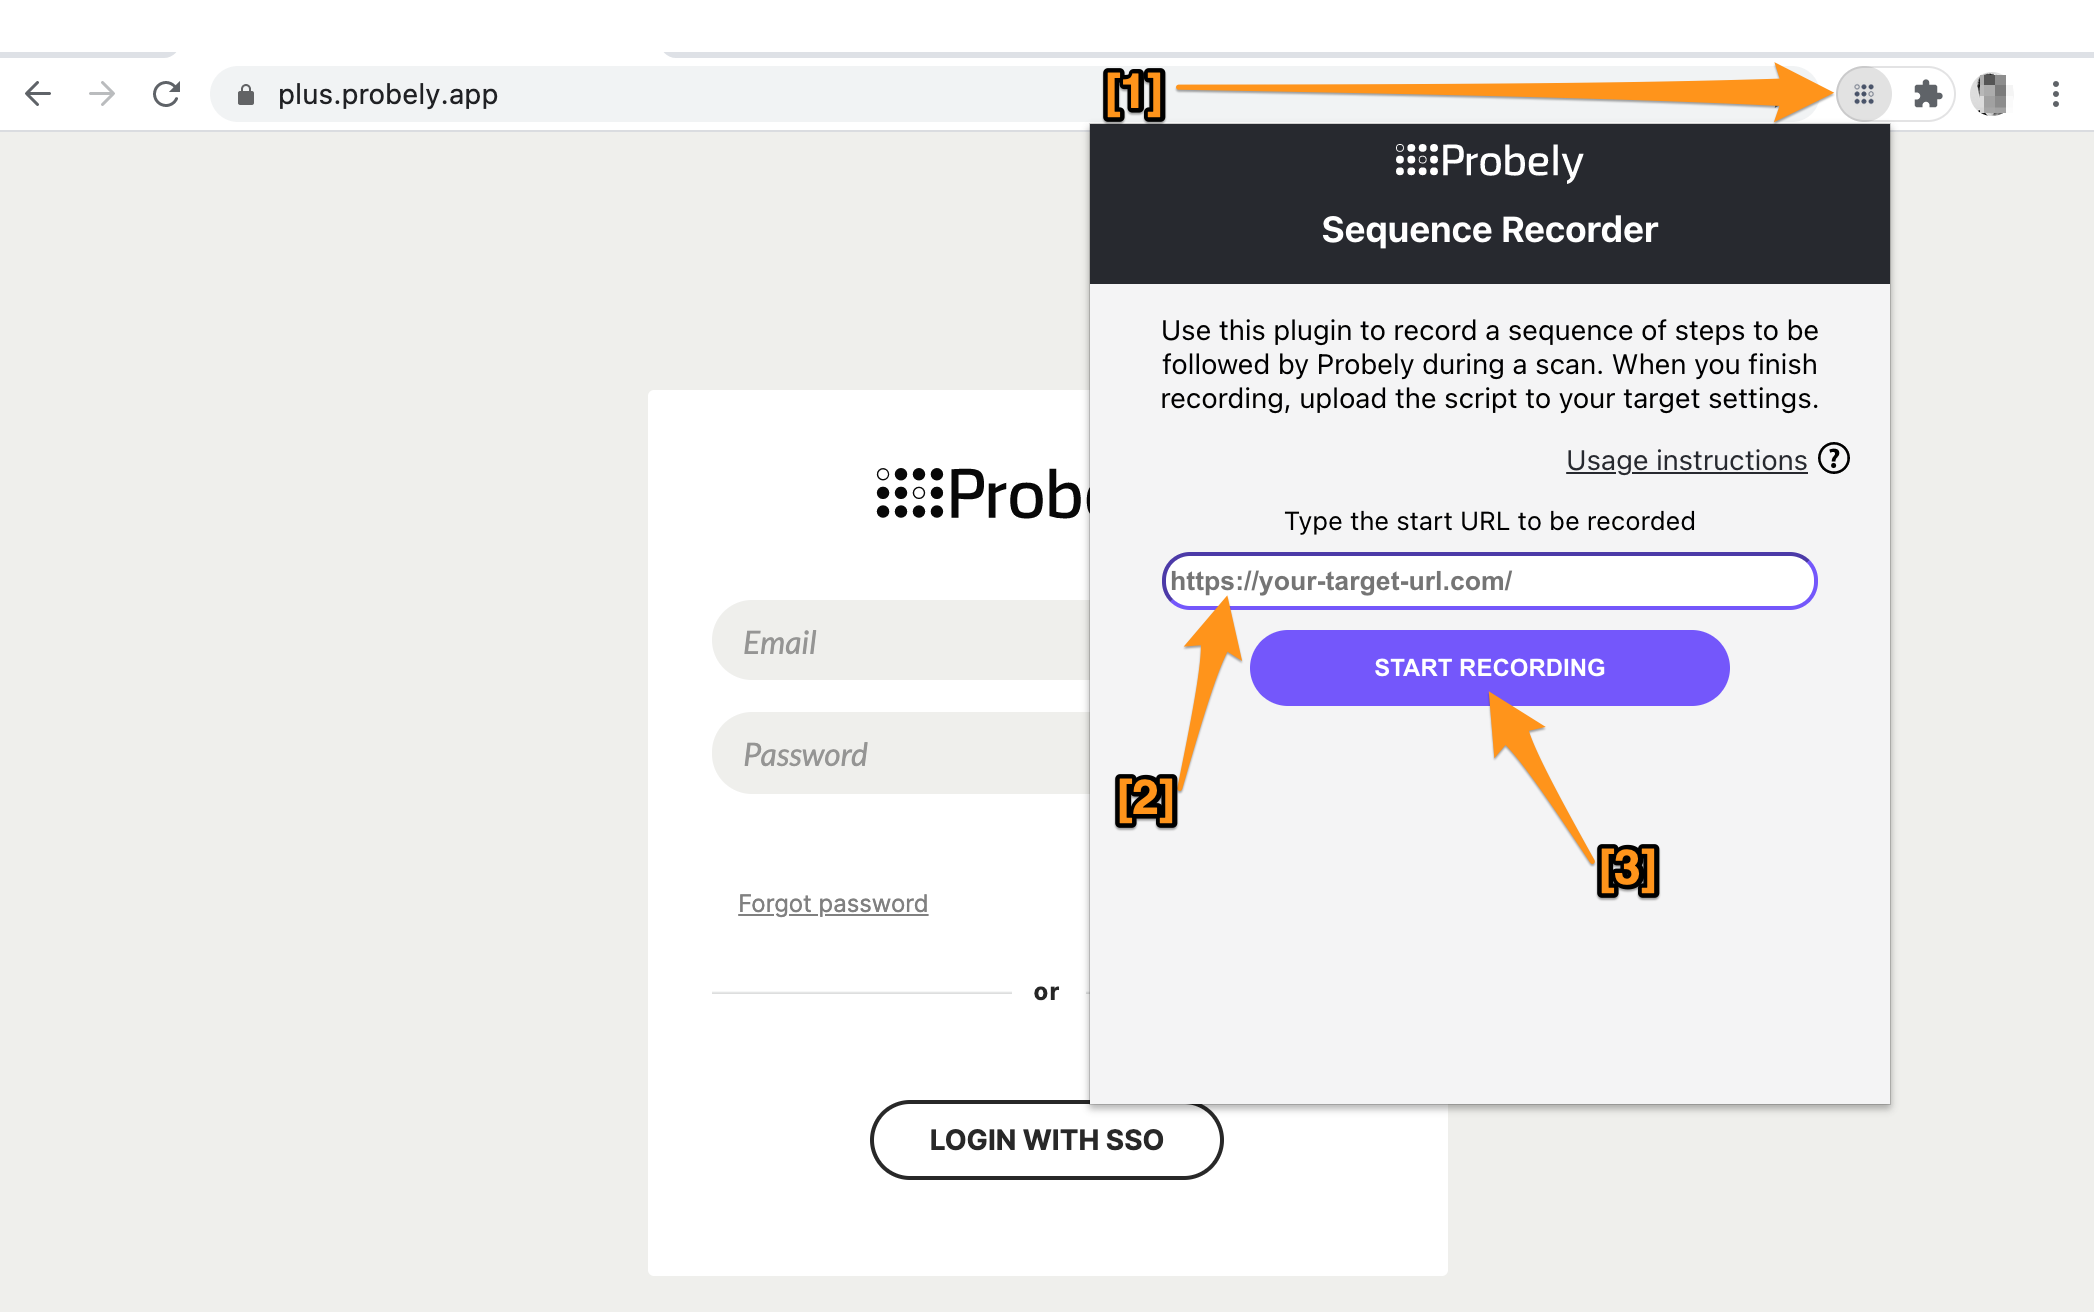 plus.probely.app
[1]
Probely
Sequence Recorder
Use this plugin to record a sequence of steps to be
followed by Probely during a scan. When you finish
recording, upload the script to your target settings.
Usage instructions ?
Type the start URL to be recorded
https://your-target-url.com/
START RECORDING
[2]
[3]
Prob
Email
Password
Forgot password
or
LOGIN WITH SSO